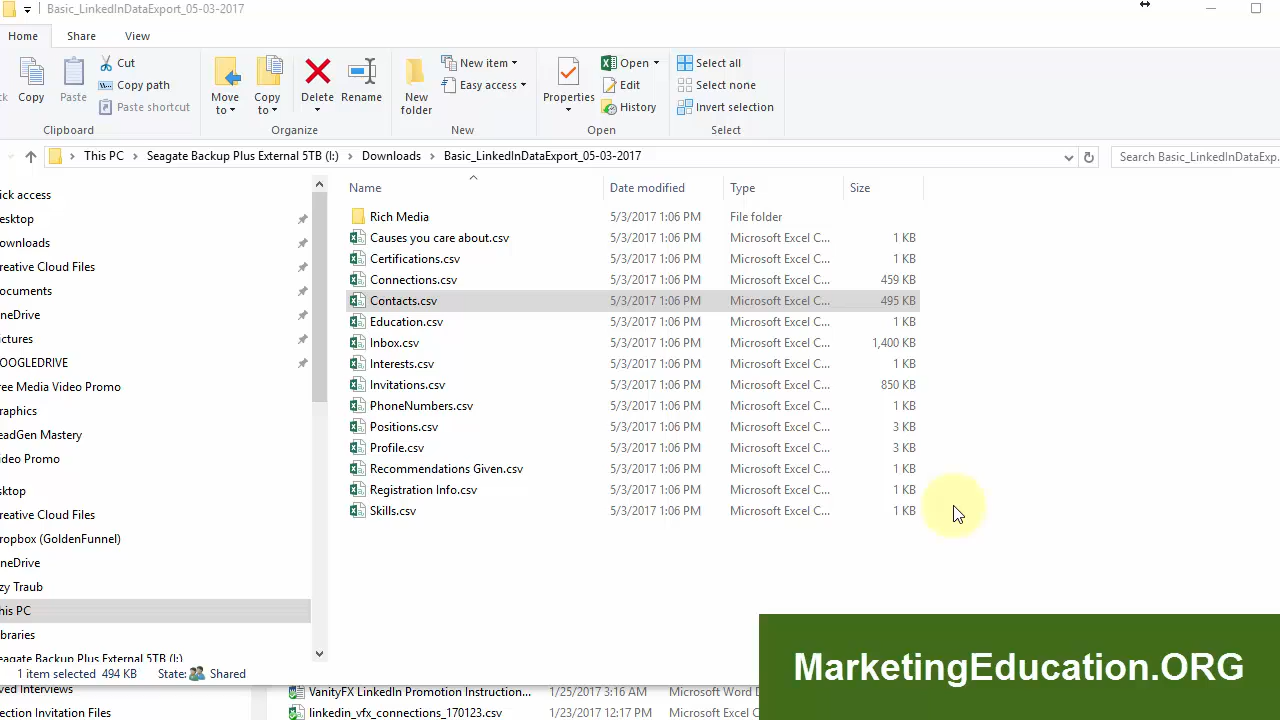 Basic_LinkedInDataExport_05-03-2017
Home Share View
Copy Paste Cut Copy path Paste shortcut
Clipboard
Move to Copy to Delete Rename
Organize
New folder New item Easy access
New
Properties Open Edit History
Open
Select all Select none Invert selection
Select
This PC > Seagate Backup Plus External 5TB (I:) > Downloads > Basic_LinkedInDataExport_05-03-2017
Search Basic_LinkedInDataExp...
ick access
esktop
ownloads
reative Cloud Files
ocuments
neDrive
ictures
OOGLEDRIVE
ree Media Video Promo
raphics
eadGen Mastery
ideo Promo
sktop
reative Cloud Files
ropbox (GoldenFunnel)
neDrive
zy Traub
his PC
braries
eagate Backup Plus External 5TB (I:)
Name Date modified Type Size
Rich Media 5/3/2017 1:06 PM File folder
Causes you care about.csv 5/3/2017 1:06 PM Microsoft Excel C... 1 KB
Certifications.csv 5/3/2017 1:06 PM Microsoft Excel C... 1 KB
Connections.csv 5/3/2017 1:06 PM Microsoft Excel C... 459 KB
Contacts.csv 5/3/2017 1:06 PM Microsoft Excel C... 495 KB
Education.csv 5/3/2017 1:06 PM Microsoft Excel C... 1 KB
Inbox.csv 5/3/2017 1:06 PM Microsoft Excel C... 1,400 KB
Interests.csv 5/3/2017 1:06 PM Microsoft Excel C... 1 KB
Invitations.csv 5/3/2017 1:06 PM Microsoft Excel C... 850 KB
PhoneNumbers.csv 5/3/2017 1:06 PM Microsoft Excel C... 1 KB
Positions.csv 5/3/2017 1:06 PM Microsoft Excel C... 3 KB
Profile.csv 5/3/2017 1:06 PM Microsoft Excel C... 3 KB
Recommendations Given.csv 5/3/2017 1:06 PM Microsoft Excel C... 1 KB
Registration Info.csv 5/3/2017 1:06 PM Microsoft Excel C... 1 KB
Skills.csv 5/3/2017 1:06 PM Microsoft Excel C... 1 KB
1 item selected 494 KB State: Shared
ved Interviews
ection Invitation Files
VanityFX LinkedIn Promotion Instruction... 1/25/2017 3:16 AM Microsoft Word D
linkedin_vfx_connections_170123.csv 1/23/2017 12:17 PM Microsoft Excel C
MarketingEducation.ORG